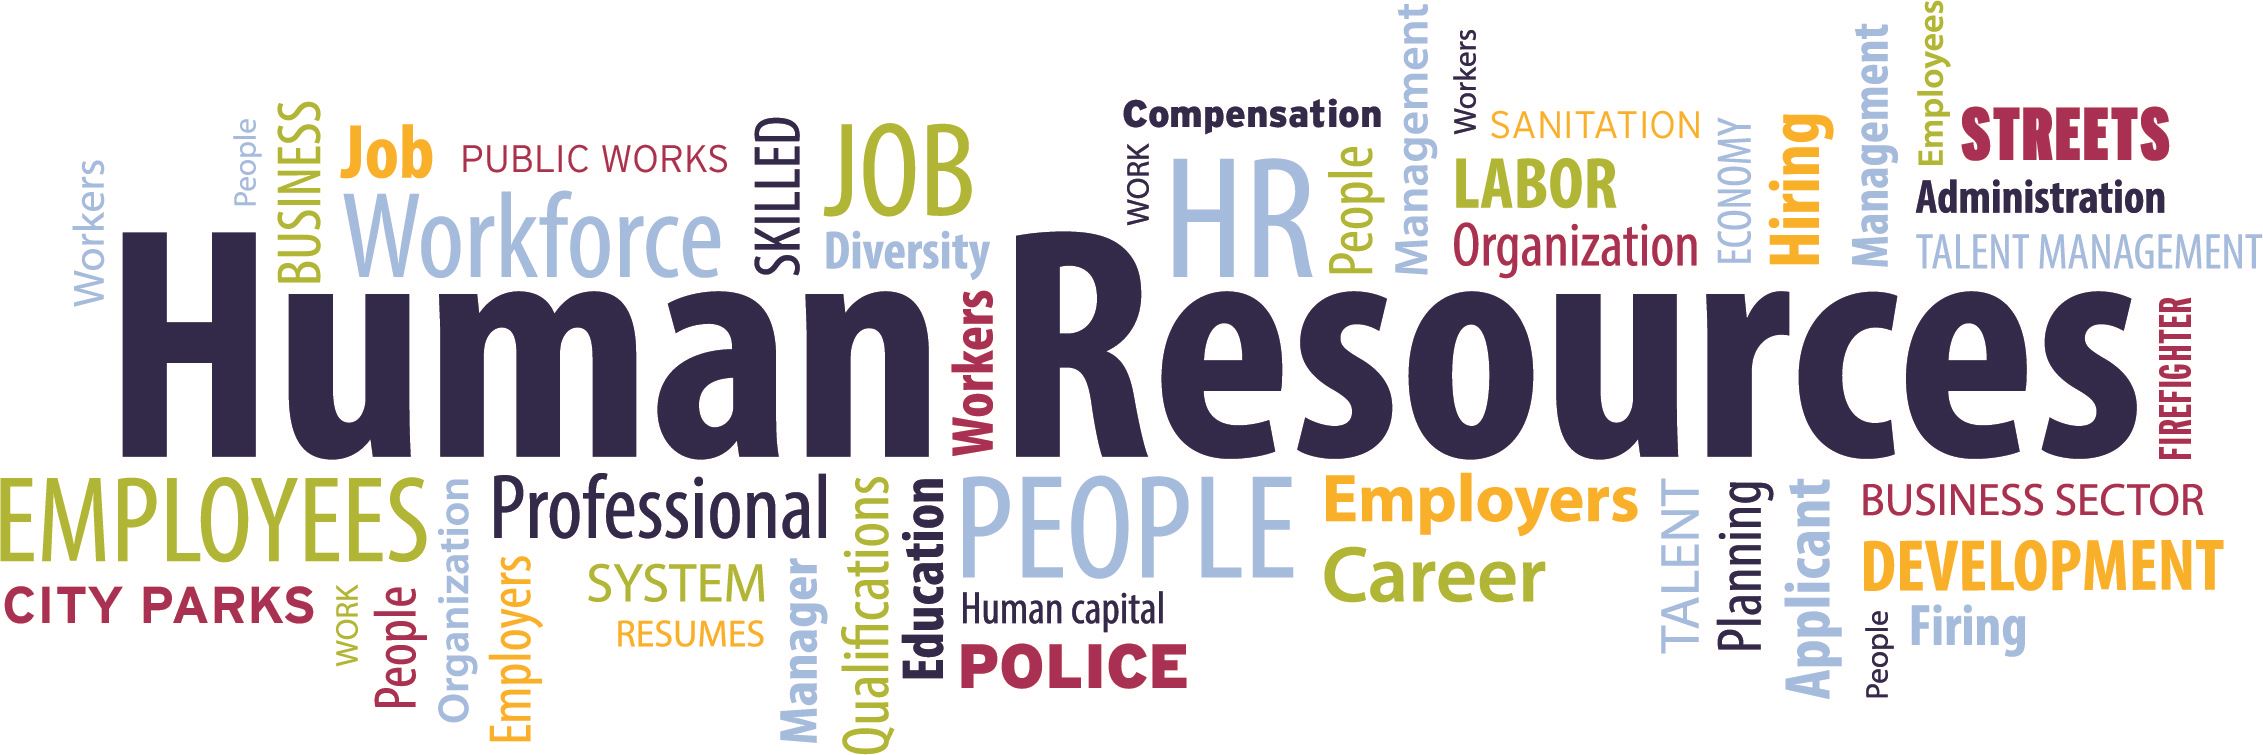 Workers
People
BUSINESS
Job
PUBLIC WORKS
Workforce
SKILLED
JOB
Diversity
Compensation
WORK
HR
People
Management
Workers
SANITATION
LABOR
Organization
ECONOMY
Hiring
Management
Employees
STREETS
Administration
TALENT MANAGEMENT
Human
Workers
Resources
FIREFIGHTER
EMPLOYEES
CITY PARKS
WORK
People
Organization
Professional
Employers
SYSTEM
RESUMES
Manager
Qualifications
Education
PEOPLE
Human capital
POLICE
Employers
Career
TALENT
Planning
Applicant
BUSINESS SECTOR
DEVELOPMENT
People
Firing